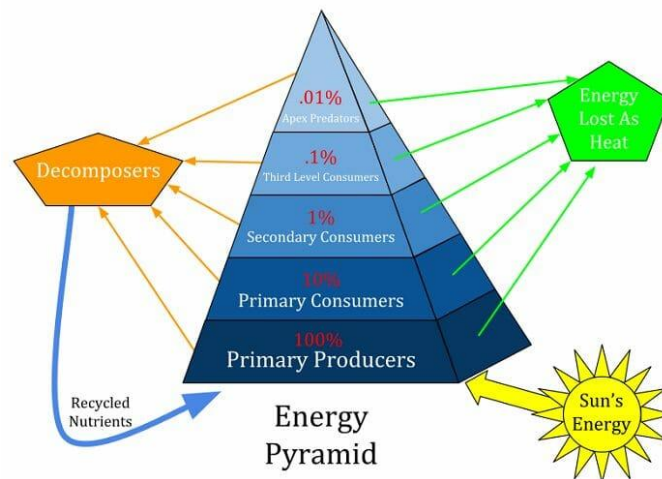 .01%
Apex Predators
.1%
Third Level Consumers
1%
Secondary Consumers
10%
Primary Consumers
100%
Primary Producers
Decomposers
Energy
Lost As
Heat
Recycled
Nutrients
Energy
Pyramid
Sun's
Energy